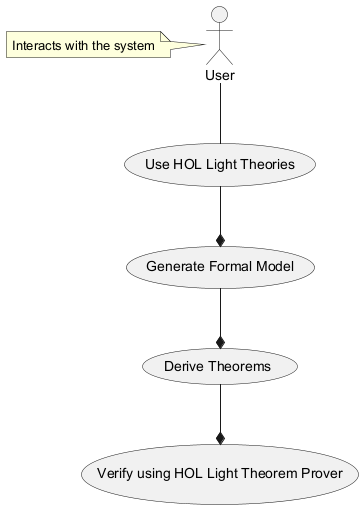 Interacts with the system
User
Use HOL Light Theories
Generate Formal Model
Derive Theorems
Verify using HOL Light Theorem Prover